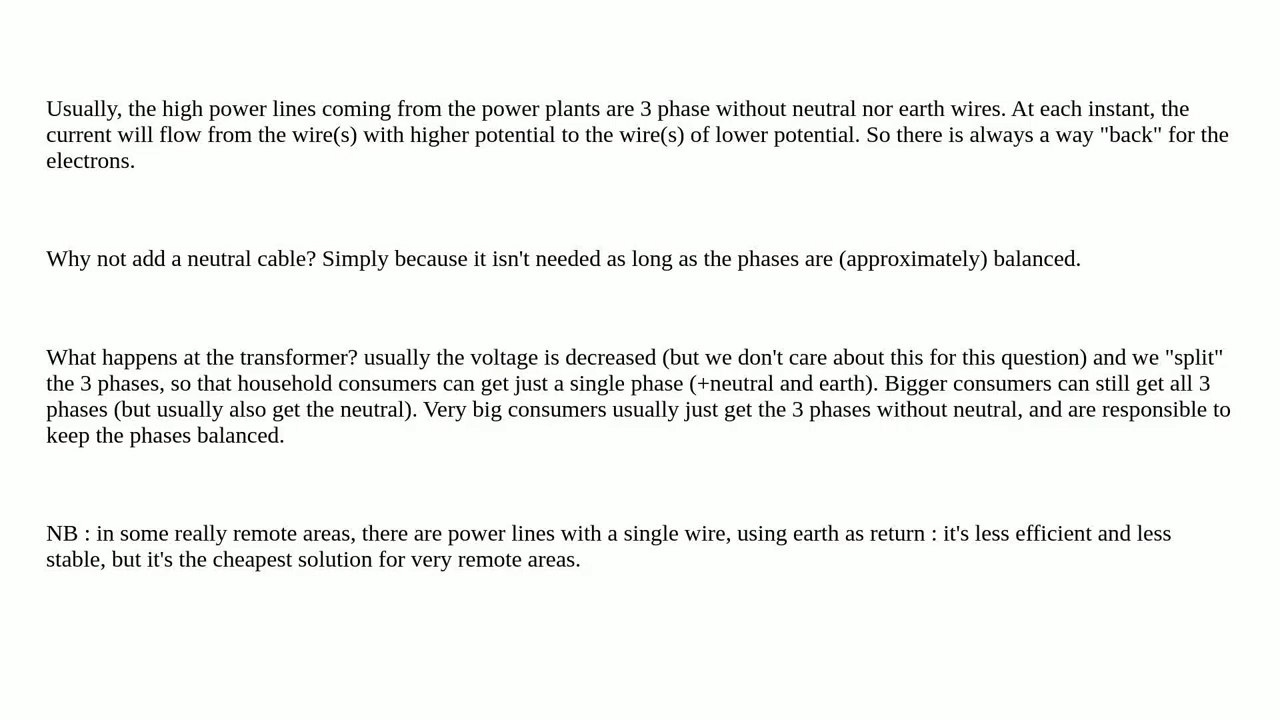 Usually, the high power lines coming from the power plants are 3 phase without neutral nor earth wires. At each instant, the
current will flow from the wire(s) with higher potential to the wire(s) of lower potential. So there is always a way "back" for the
electrons.
Why not add a neutral cable? Simply because it isn't needed as long as the phases are (approximately) balanced.
What happens at the transformer? usually the voltage is decreased (but we don't care about this for this question) and we "split"
the 3 phases, so that household consumers can get just a single phase (+neutral and earth). Bigger consumers can still get all 3
phases (but usually also get the neutral). Very big consumers usually just get the 3 phases without neutral, and are responsible to
keep the phases balanced.
NB : in some really remote areas, there are power lines with a single wire, using earth as return : it's less efficient and less
stable, but it's the cheapest solution for very remote areas.